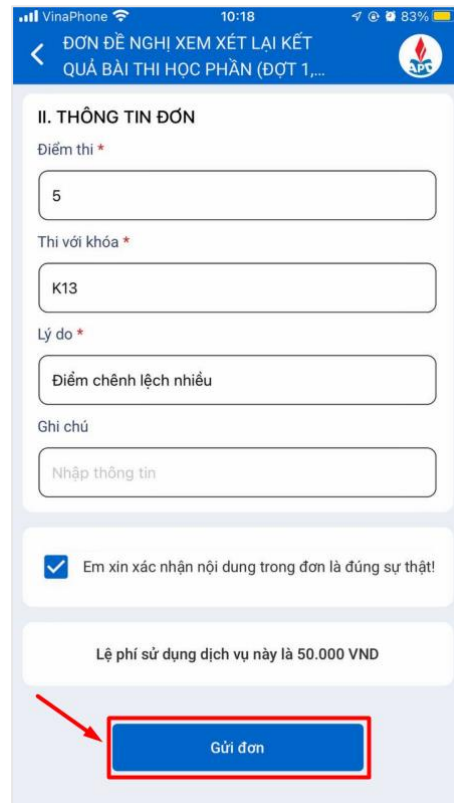 VinaPhone 10:18 83%
ĐƠN ĐỀ NGHỊ XEM XÉT LẠI KẾT
QUẢ BÀI THI HỌC PHẦN (ĐỢT 1,...
APD
II. THÔNG TIN ĐƠN
Điểm thi *
5
Thi với khóa *
K13
Lý do *
Điểm chênh lệch nhiều
Ghi chú
Nhập thông tin
Em xin xác nhận nội dung trong đơn là đúng sự thật!
Lệ phí sử dụng dịch vụ này là 50.000 VND
Gửi đơn